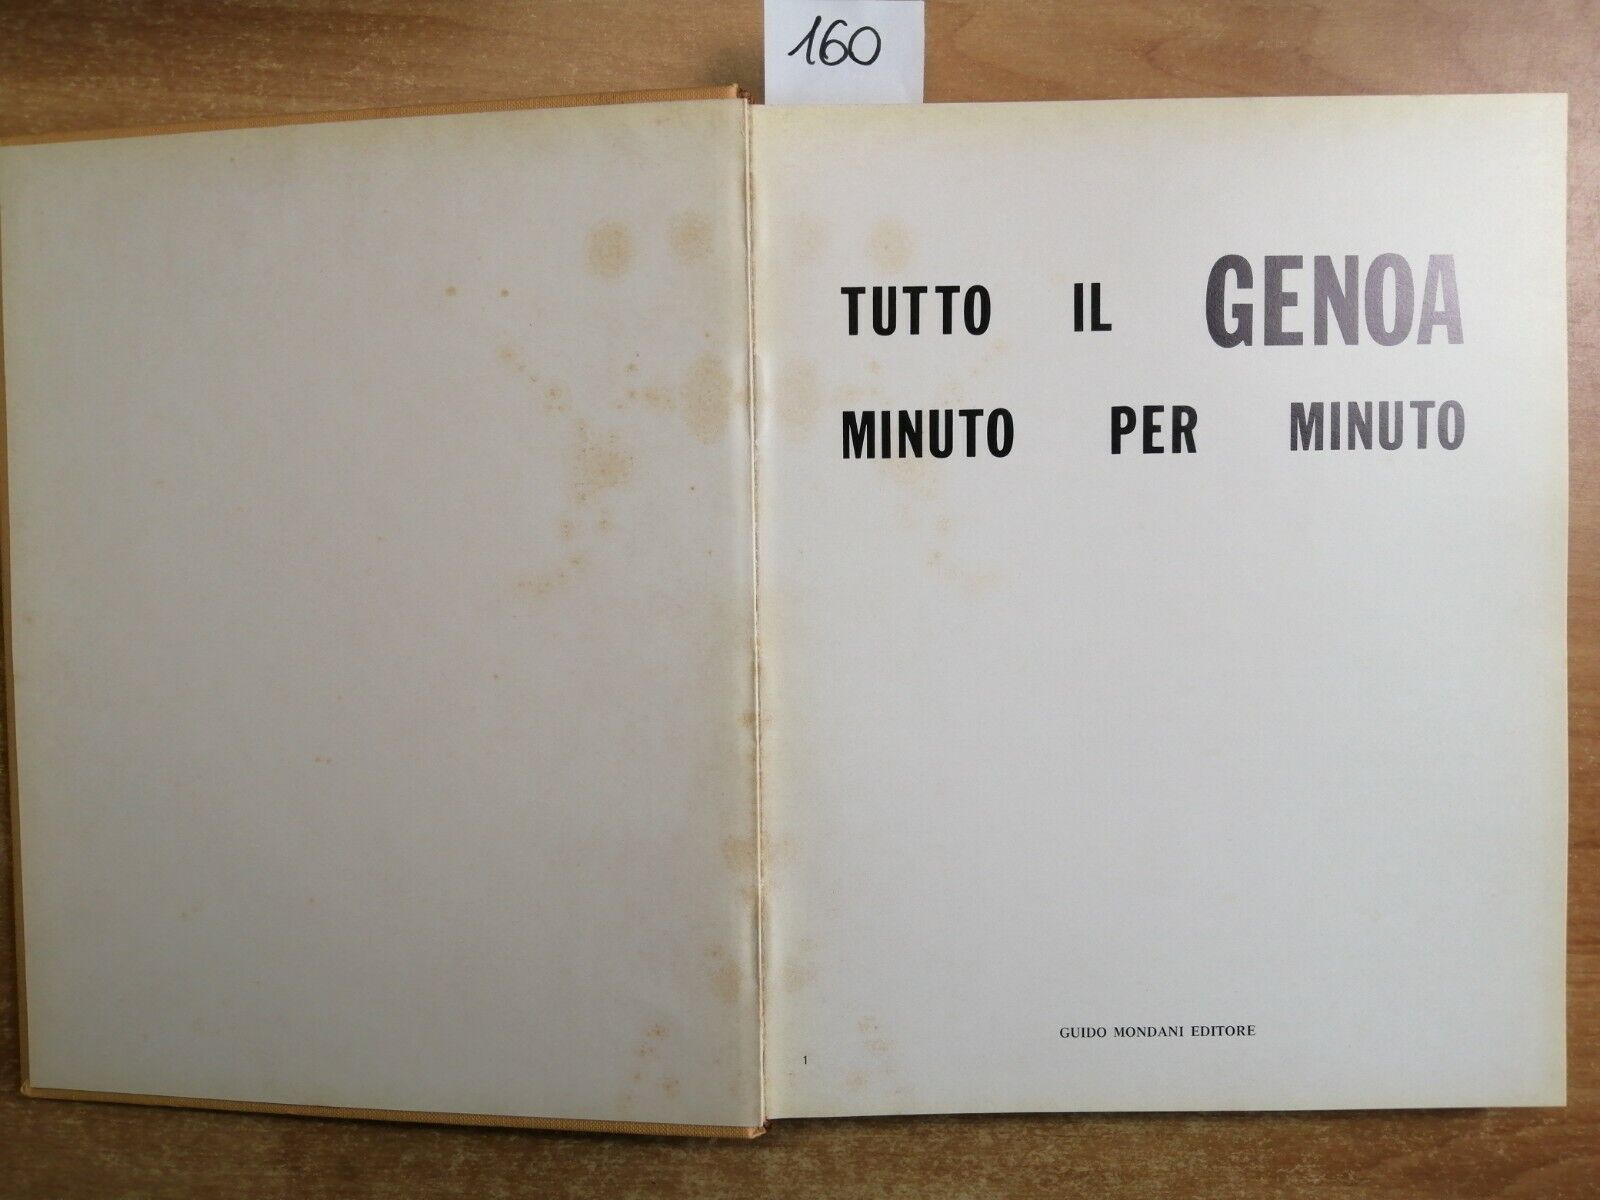 160
TUTTO IL GENOA
MINUTO PER MINUTO
GUIDO MONDANI EDITORE
1